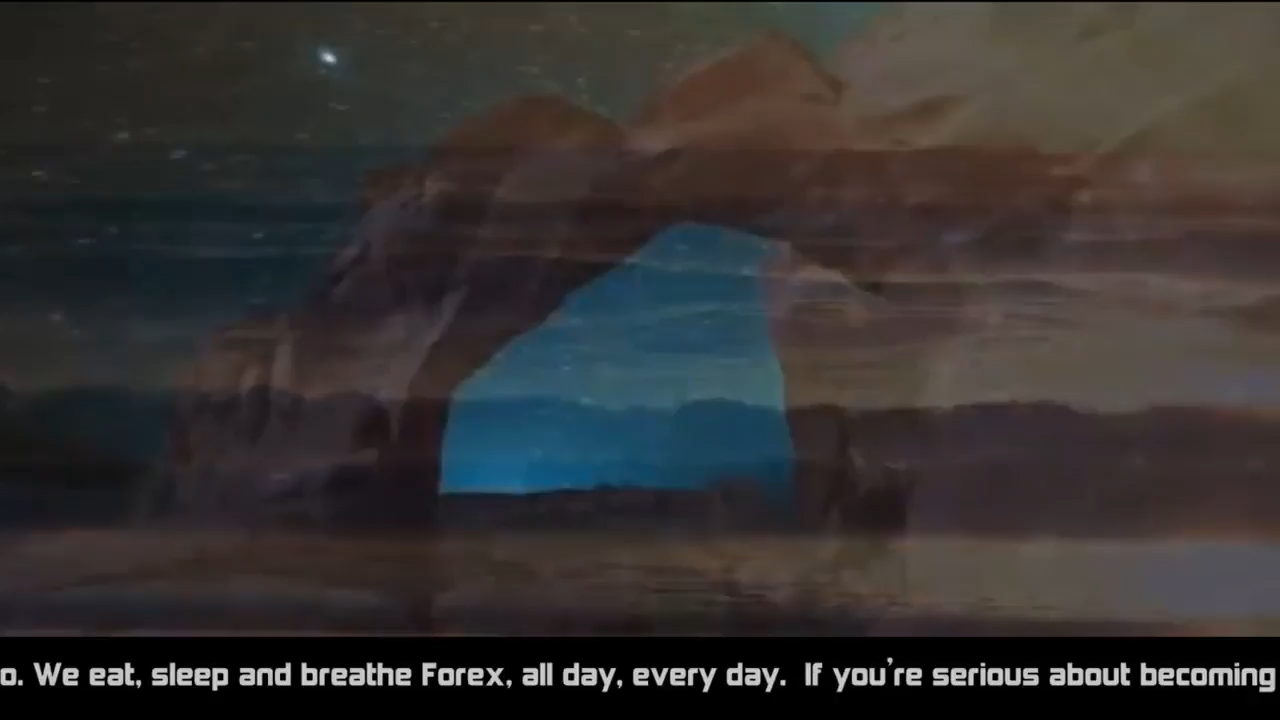 o. We eat, sleep and breathe Forex, all day, every day. If you're serious about becoming